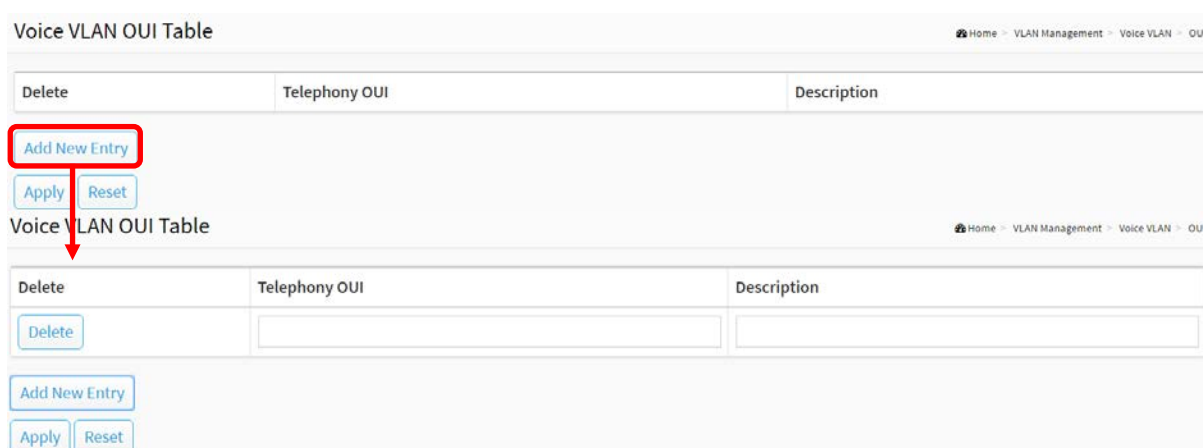 Voice VLAN OUI Table
Home > VLAN Management > Voice VLAN > OU
Delete Telephony OUI Description
Add New Entry
Apply Reset
Voice VLAN OUI Table
Home > VLAN Management > Voice VLAN > OU
Delete Telephony OUI Description
Delete
Add New Entry
Apply Reset